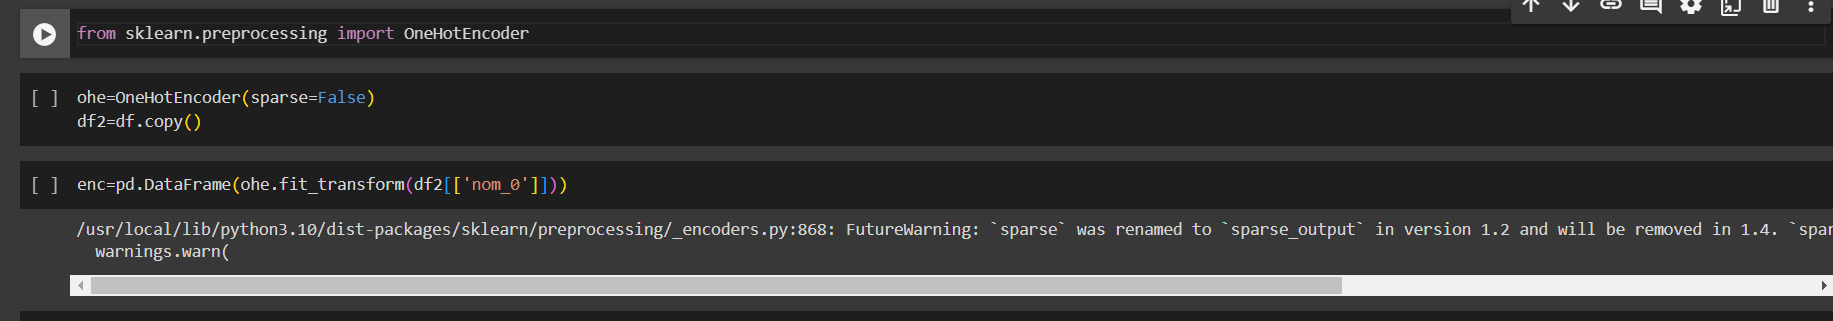 from sklearn.preprocessing import OneHotEncoder
[ ] ohe=OneHotEncoder(sparse=False)
df2=df.copy()
[ ] enc=pd.DataFrame(ohe.fit_transform(df2[['nom_0']]))
/usr/local/lib/python3.10/dist-packages/sklearn/preprocessing/_encoders.py:868: FutureWarning: `sparse` was renamed to `sparse_output` in version 1.2 and will be removed in 1.4. `spar
warnings.warn(